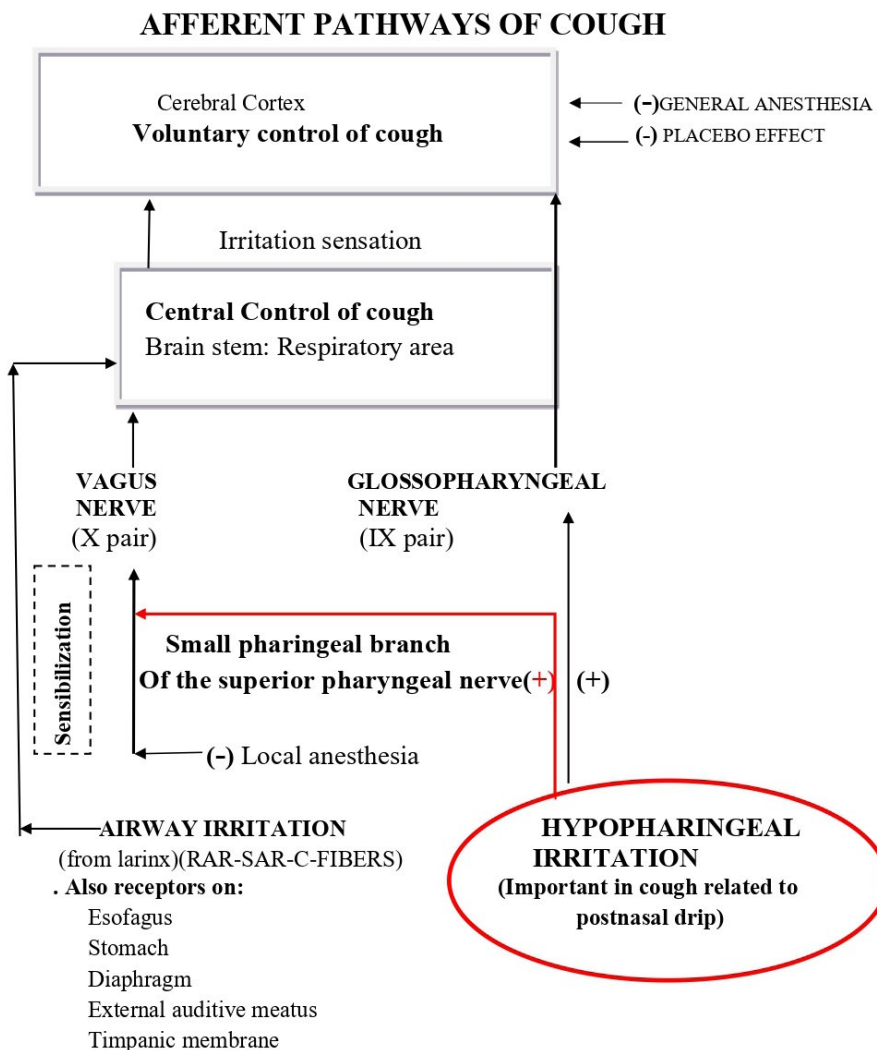 AFFERENT PATHWAYS OF COUGH
Cerebral Cortex
Voluntary control of cough
(-)GENERAL ANESTHESIA
(-) PLACEBO EFFECT
Irritation sensation
Central Control of cough
Brain stem: Respiratory area
VAGUS
NERVE
(X pair)
GLOSSOPHARYNGEAL
NERVE
(IX pair)
Sensibilization
Small pharingeal branch
Of the superior pharyngeal nerve(+)
(+)
(-) Local anesthesia
AIRWAY IRRITATION
(from larinx)(RAR-SAR-C-FIBERS)
. Also receptors on:
Esofagus
Stomach
Diaphragm
External auditive meatus
Timpanic membrane
HYPOPHARINGEAL
IRRITATION
(Important in cough related to
postnasal drip)